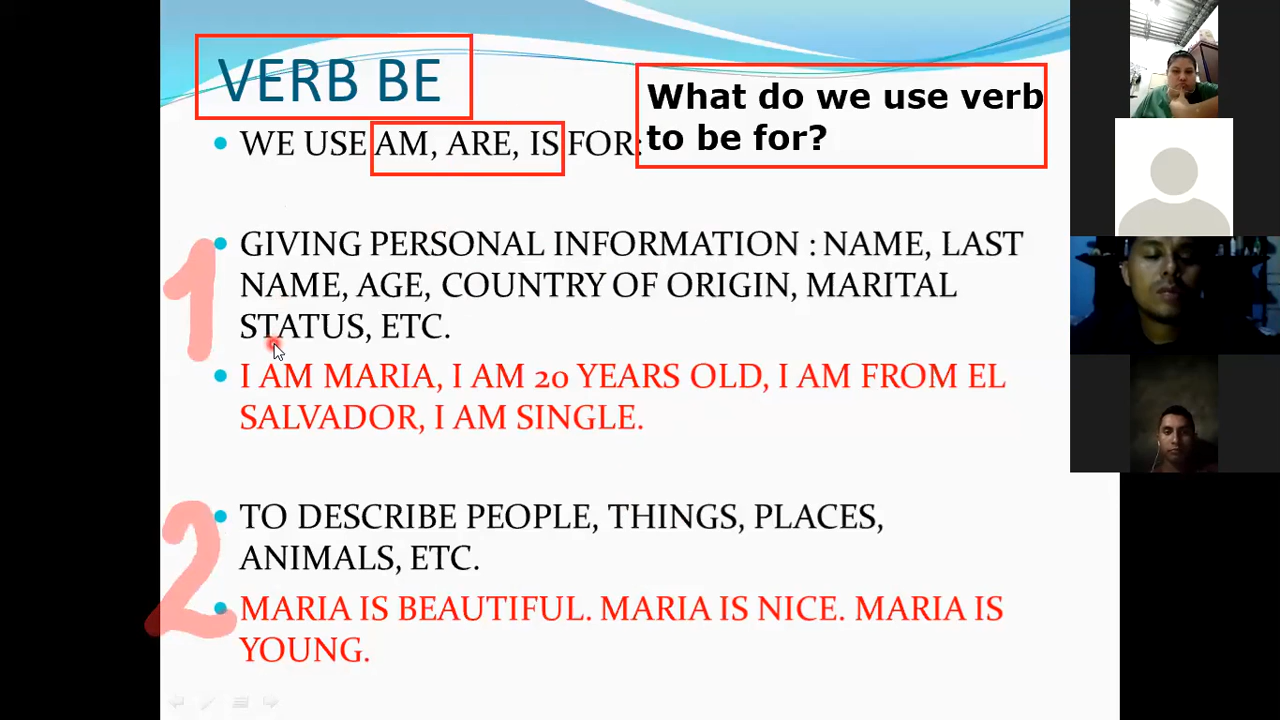 VERB BE
What do we use verb
to be for?
WE USE AM, ARE, IS FOR:
1
GIVING PERSONAL INFORMATION : NAME, LAST
NAME, AGE, COUNTRY OF ORIGIN, MARITAL
STATUS, ETC.
I AM MARIA, I AM 20 YEARS OLD, I AM FROM EL
SALVADOR, I AM SINGLE.
2
TO DESCRIBE PEOPLE, THINGS, PLACES,
ANIMALS, ETC.
MARIA IS BEAUTIFUL. MARIA IS NICE. MARIA IS
YOUNG.